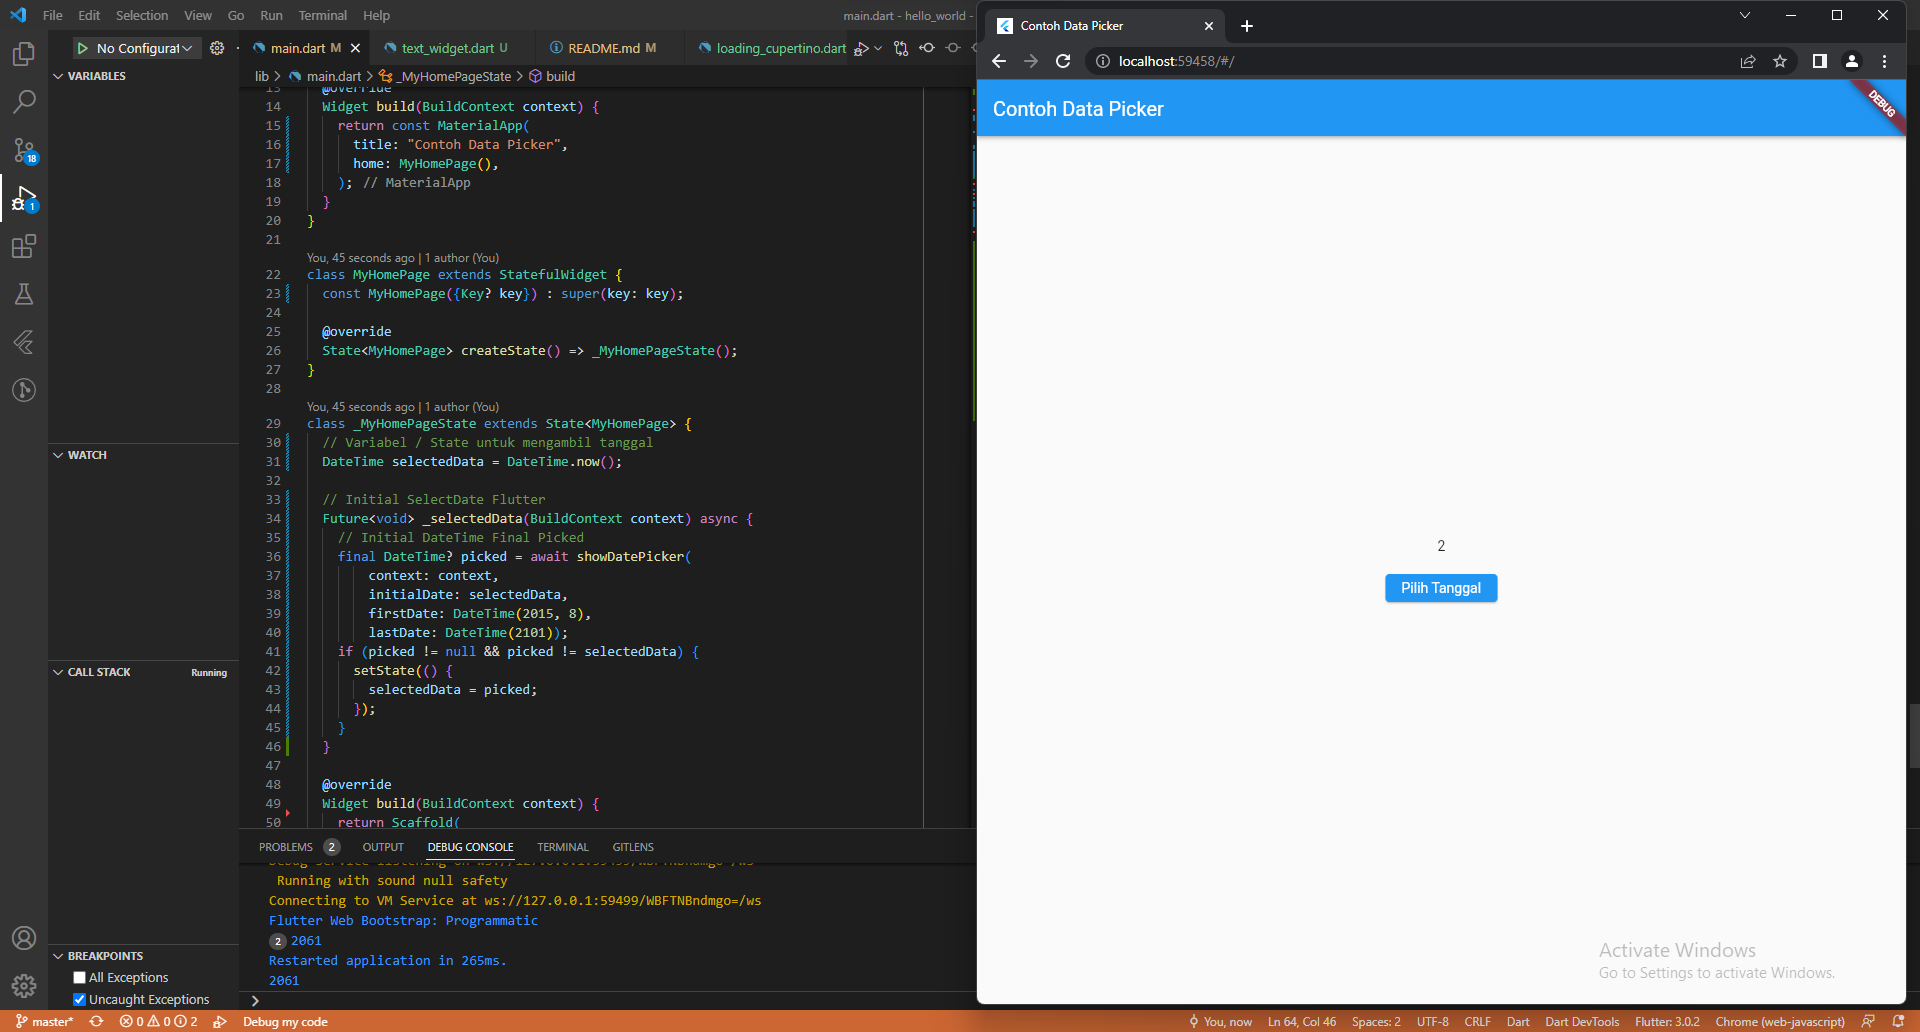 File Edit Selection View Go Run Terminal Help
main.dart - hello_world -
No Configurat
main.dart M
text_widget.dart U
README.md M
loading_cupertino.dart
lib > main.dart > _MyHomePageState > build
VARIABLES
WATCH
CALL STACK
Running
BREAKPOINTS
All Exceptions
Uncaught Exceptions
18
1
13 @override
14 Widget build(BuildContext context) {
15 return const MaterialApp(
16 title: "Contoh Data Picker",
17 home: MyHomePage(),
18 ); // MaterialApp
19 }
20 }
21
You, 45 seconds ago | 1 author (You)
22 class MyHomePage extends StatefulWidget {
23 const MyHomePage({Key? key}) : super(key: key);
24
25 @override
26 State<MyHomePage> createState() => _MyHomePageState();
27 }
28
You, 45 seconds ago | 1 author (You)
29 class _MyHomePageState extends State<MyHomePage> {
30 // Variabel / State untuk mengambil tanggal
31 DateTime selectedData = DateTime.now();
32
33 // Initial SelectDate Flutter
34 Future<void> _selectedData(BuildContext context) async {
35 // Initial DateTime Final Picked
36 final DateTime? picked = await showDatePicker(
37 context: context,
38 initialDate: selectedData,
39 firstDate: DateTime(2015, 8),
40 lastDate: DateTime(2101));
41 if (picked != null && picked != selectedData) {
42 setState(() {
43 selectedData = picked;
44 });
45 }
46 }
47
48 @override
49 Widget build(BuildContext context) {
50 return Scaffold(
PROBLEMS 2 OUTPUT DEBUG CONSOLE TERMINAL GITLENS
Running with sound null safety
Connecting to VM Service at ws://127.0.0.1:59499/WBFTNBndmgo=/ws
Flutter Web Bootstrap: Programmatic
2 2061
Restarted application in 265ms.
2061
>
master* 0 0 2 Debug my code
You, now Ln 64, Col 46 Spaces: 2 UTF-8 CRLF Dart Dart DevTools Flutter: 3.0.2 Chrome (web-javascript)
Contoh Data Picker
localhost:59458/#/
Contoh Data Picker
DEBUG
2
Pilih Tanggal
Activate Windows
Go to Settings to activate Windows.